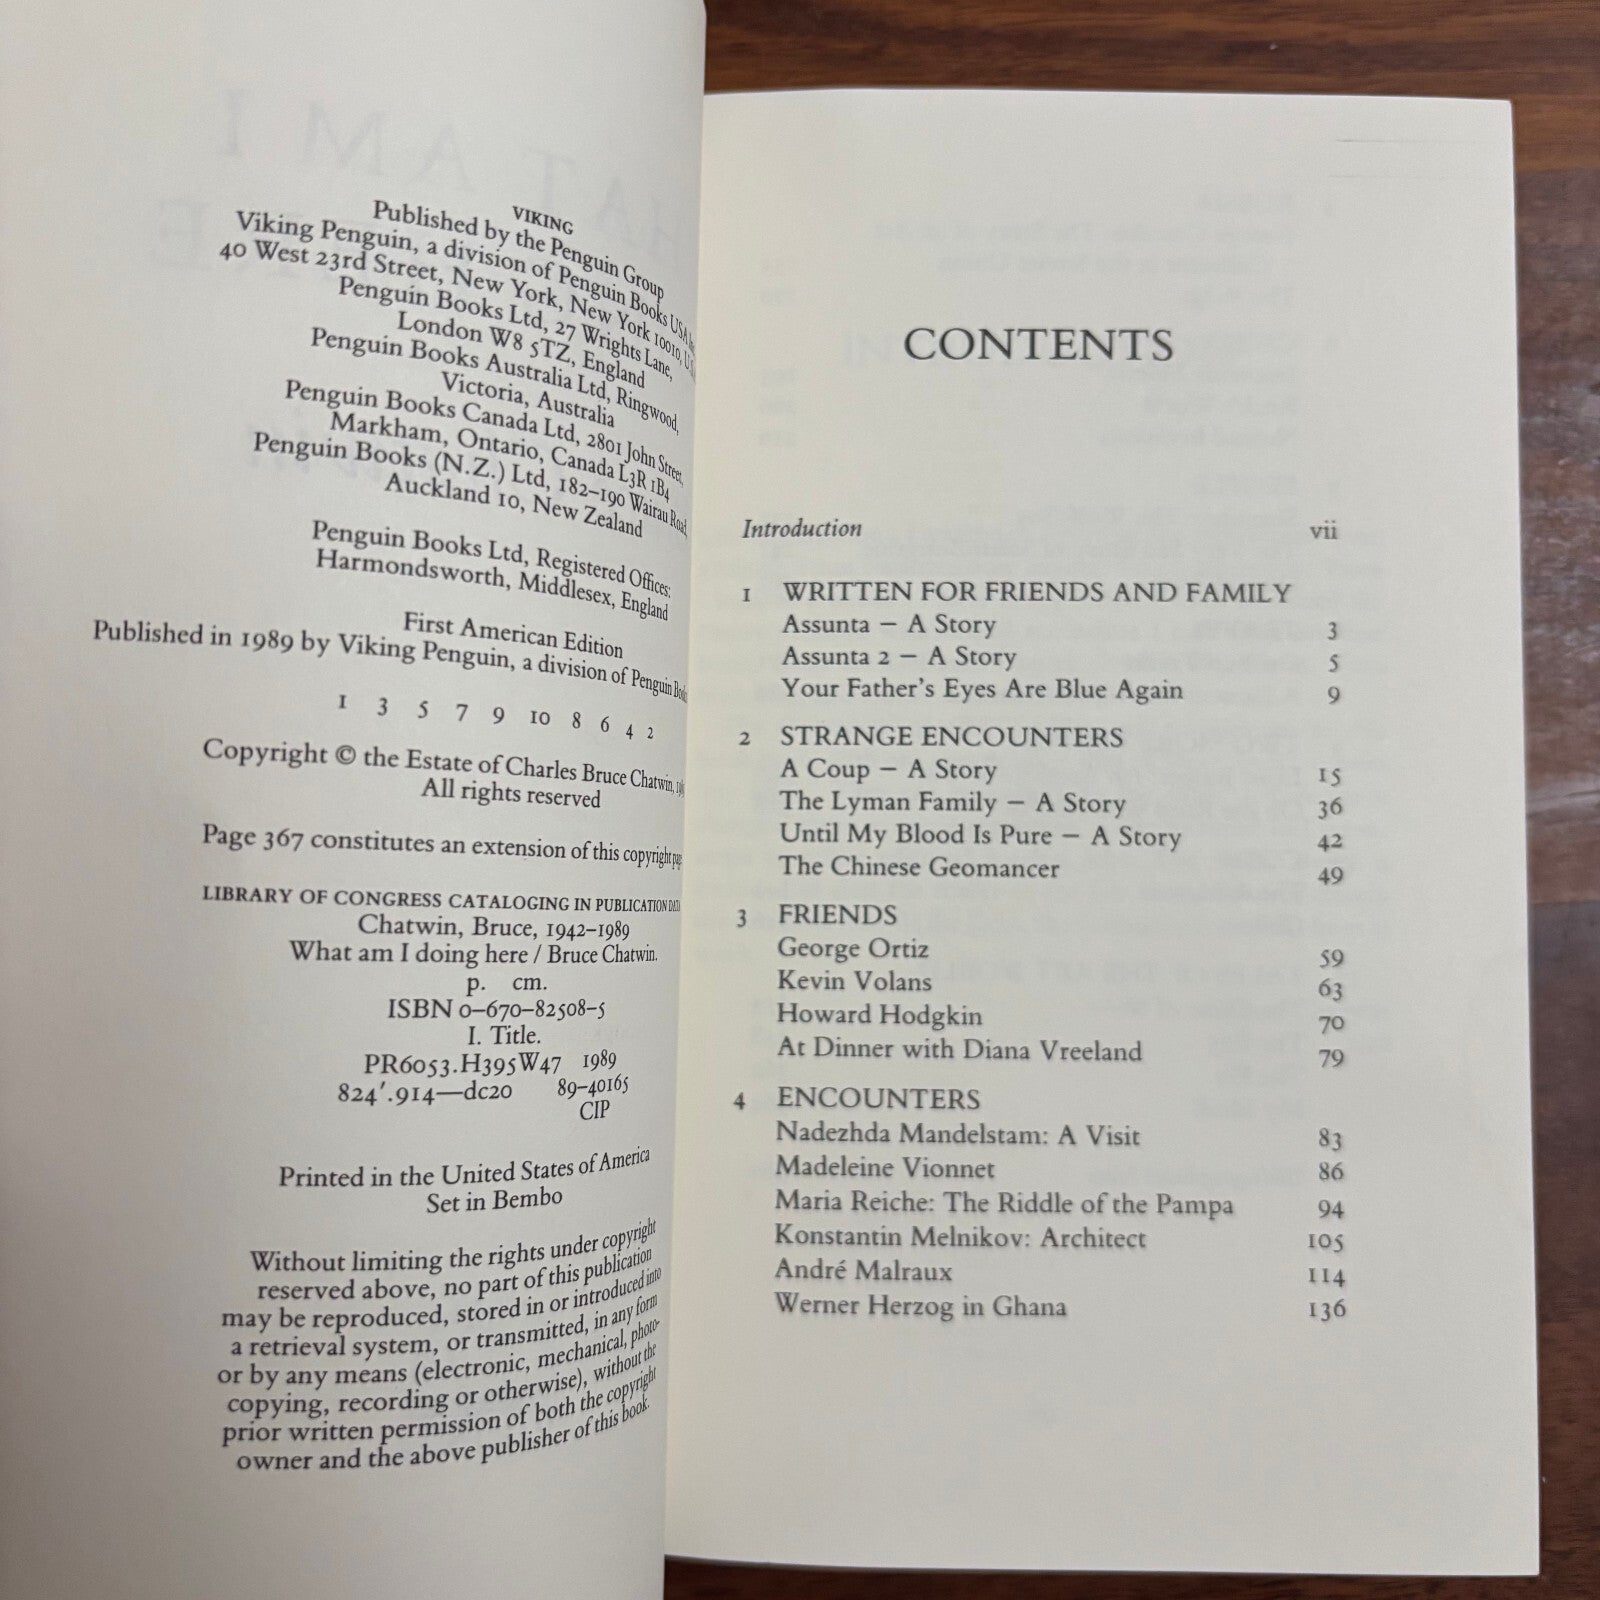 VIKING
Published by the Penguin Group
Viking Penguin, a division of Penguin Books USA Inc.
40 West 23rd Street, New York, New York 10010, U.S.A.
Penguin Books Ltd, 27 Wrights Lane,
London W8 5TZ, England
Penguin Books Australia Ltd, Ringwood,
Victoria, Australia
Penguin Books Canada Ltd, 2801 John Street,
Markham, Ontario, Canada L3R 1B4
Penguin Books (N.Z.) Ltd, 182–190 Wairau Road,
Auckland 10, New Zealand
Penguin Books Ltd, Registered Offices:
Harmondsworth, Middlesex, England
First American Edition
Published in 1989 by Viking Penguin, a division of Penguin
1 3 5 7 9 10 8 6 4 2
Copyright © the Estate of Charles Bruce Chatwin,
All rights reserved
Page 367 constitutes an extension of this copyright page
LIBRARY OF CONGRESS CATALOGING IN PUBLICATION DATA
Chatwin, Bruce, 1942–1989
What am I doing here / Bruce Chatwin.
p. cm.
ISBN 0–670–82508–5
I. Title.
PR6053.H395W47 1989
824'.914—dc20 89–40165
CIP
Printed in the United States of America
Set in Bembo
Without limiting the rights under copyright
reserved above, no part of this publication
may be reproduced, stored in or introduced into
a retrieval system, or transmitted, in any form
or by any means (electronic, mechanical, photo-
copying, recording or otherwise), without the
prior written permission of both the copyright
owner and the above publisher of this book.
CONTENTS
Introduction vii
1 WRITTEN FOR FRIENDS AND FAMILY
Assunta – A Story 3
Assunta 2 – A Story 5
Your Father's Eyes Are Blue Again 9
2 STRANGE ENCOUNTERS
A Coup – A Story 15
The Lyman Family – A Story 36
Until My Blood Is Pure – A Story 42
The Chinese Geomancer 49
3 FRIENDS
George Ortiz 59
Kevin Volans 63
Howard Hodgkin 70
At Dinner with Diana Vreeland 79
4 ENCOUNTERS
Nadezhda Mandelstam: A Visit 83
Madeleine Vionnet 86
Maria Reiche: The Riddle of the Pampa 94
Konstantin Melnikov: Architect 105
André Malraux 114
Werner Herzog in Ghana 136